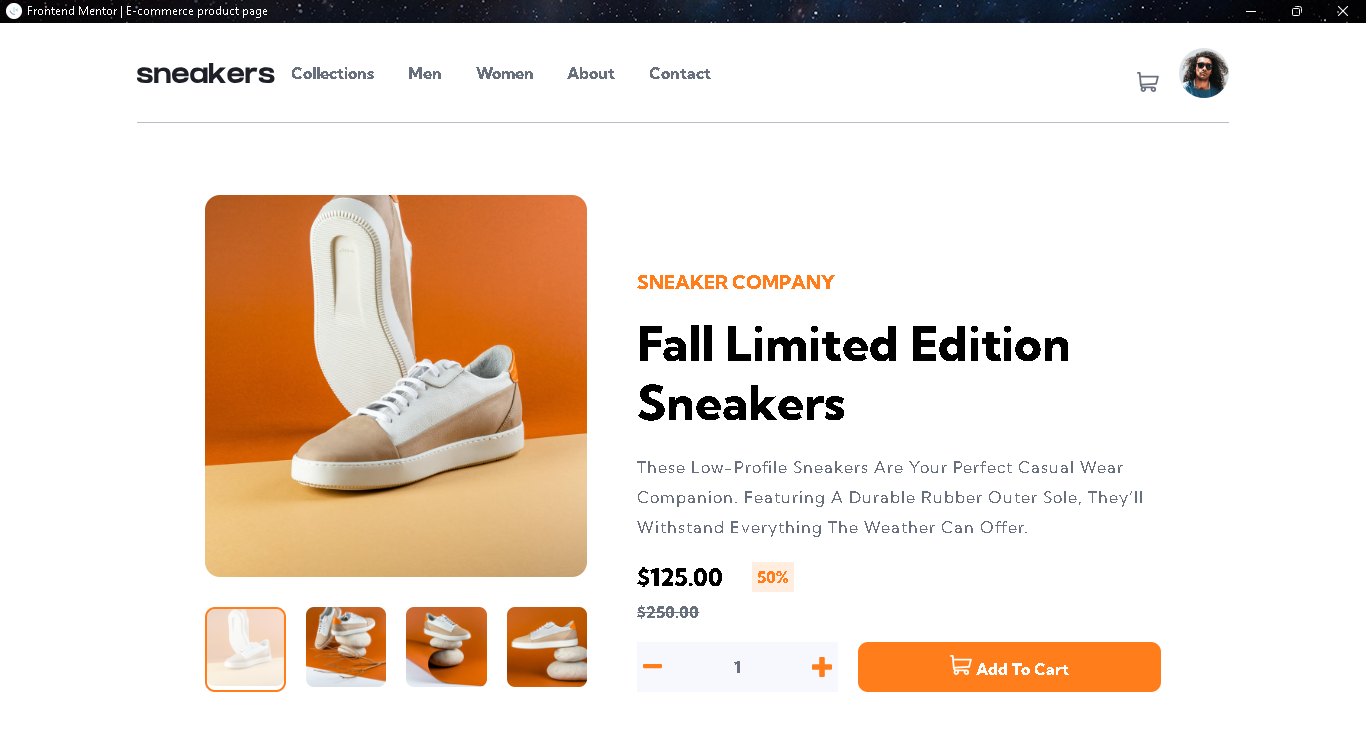 Frontend Mentor | E-commerce product page
sneakers Collections Men Women About Contact
SNEAKER COMPANY
Fall Limited Edition
Sneakers
These Low-Profile Sneakers Are Your Perfect Casual Wear
Companion. Featuring A Durable Rubber Outer Sole, They’ll
Withstand Everything The Weather Can Offer.
$125.00 50%
$250.00
1 Add To Cart